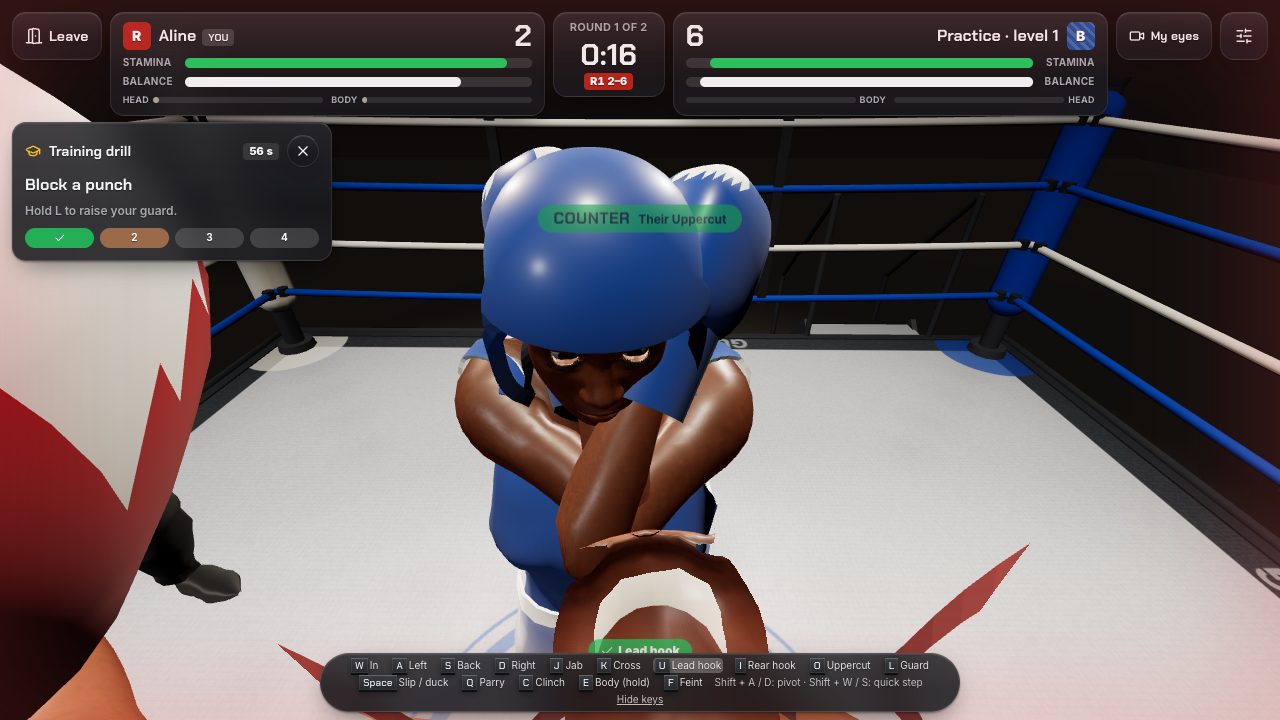 Leave
R Aline YOU 2
STAMINA
BALANCE
HEAD BODY
ROUND 1 OF 2
0:16
R1 2–6
6 Practice · level 1 B
STAMINA
BALANCE
BODY HEAD
My eyes
Training drill 56 s
Block a punch
Hold L to raise your guard.
2 3 4
COUNTER Their Uppercut
Lead hook
W In A Left S Back D Right J Jab K Cross U Lead hook I Rear hook O Uppercut L Guard
Space Slip / duck Q Parry C Clinch E Body (hold) F Feint Shift + A / D: pivot · Shift + W / S: quick step
Hide keys